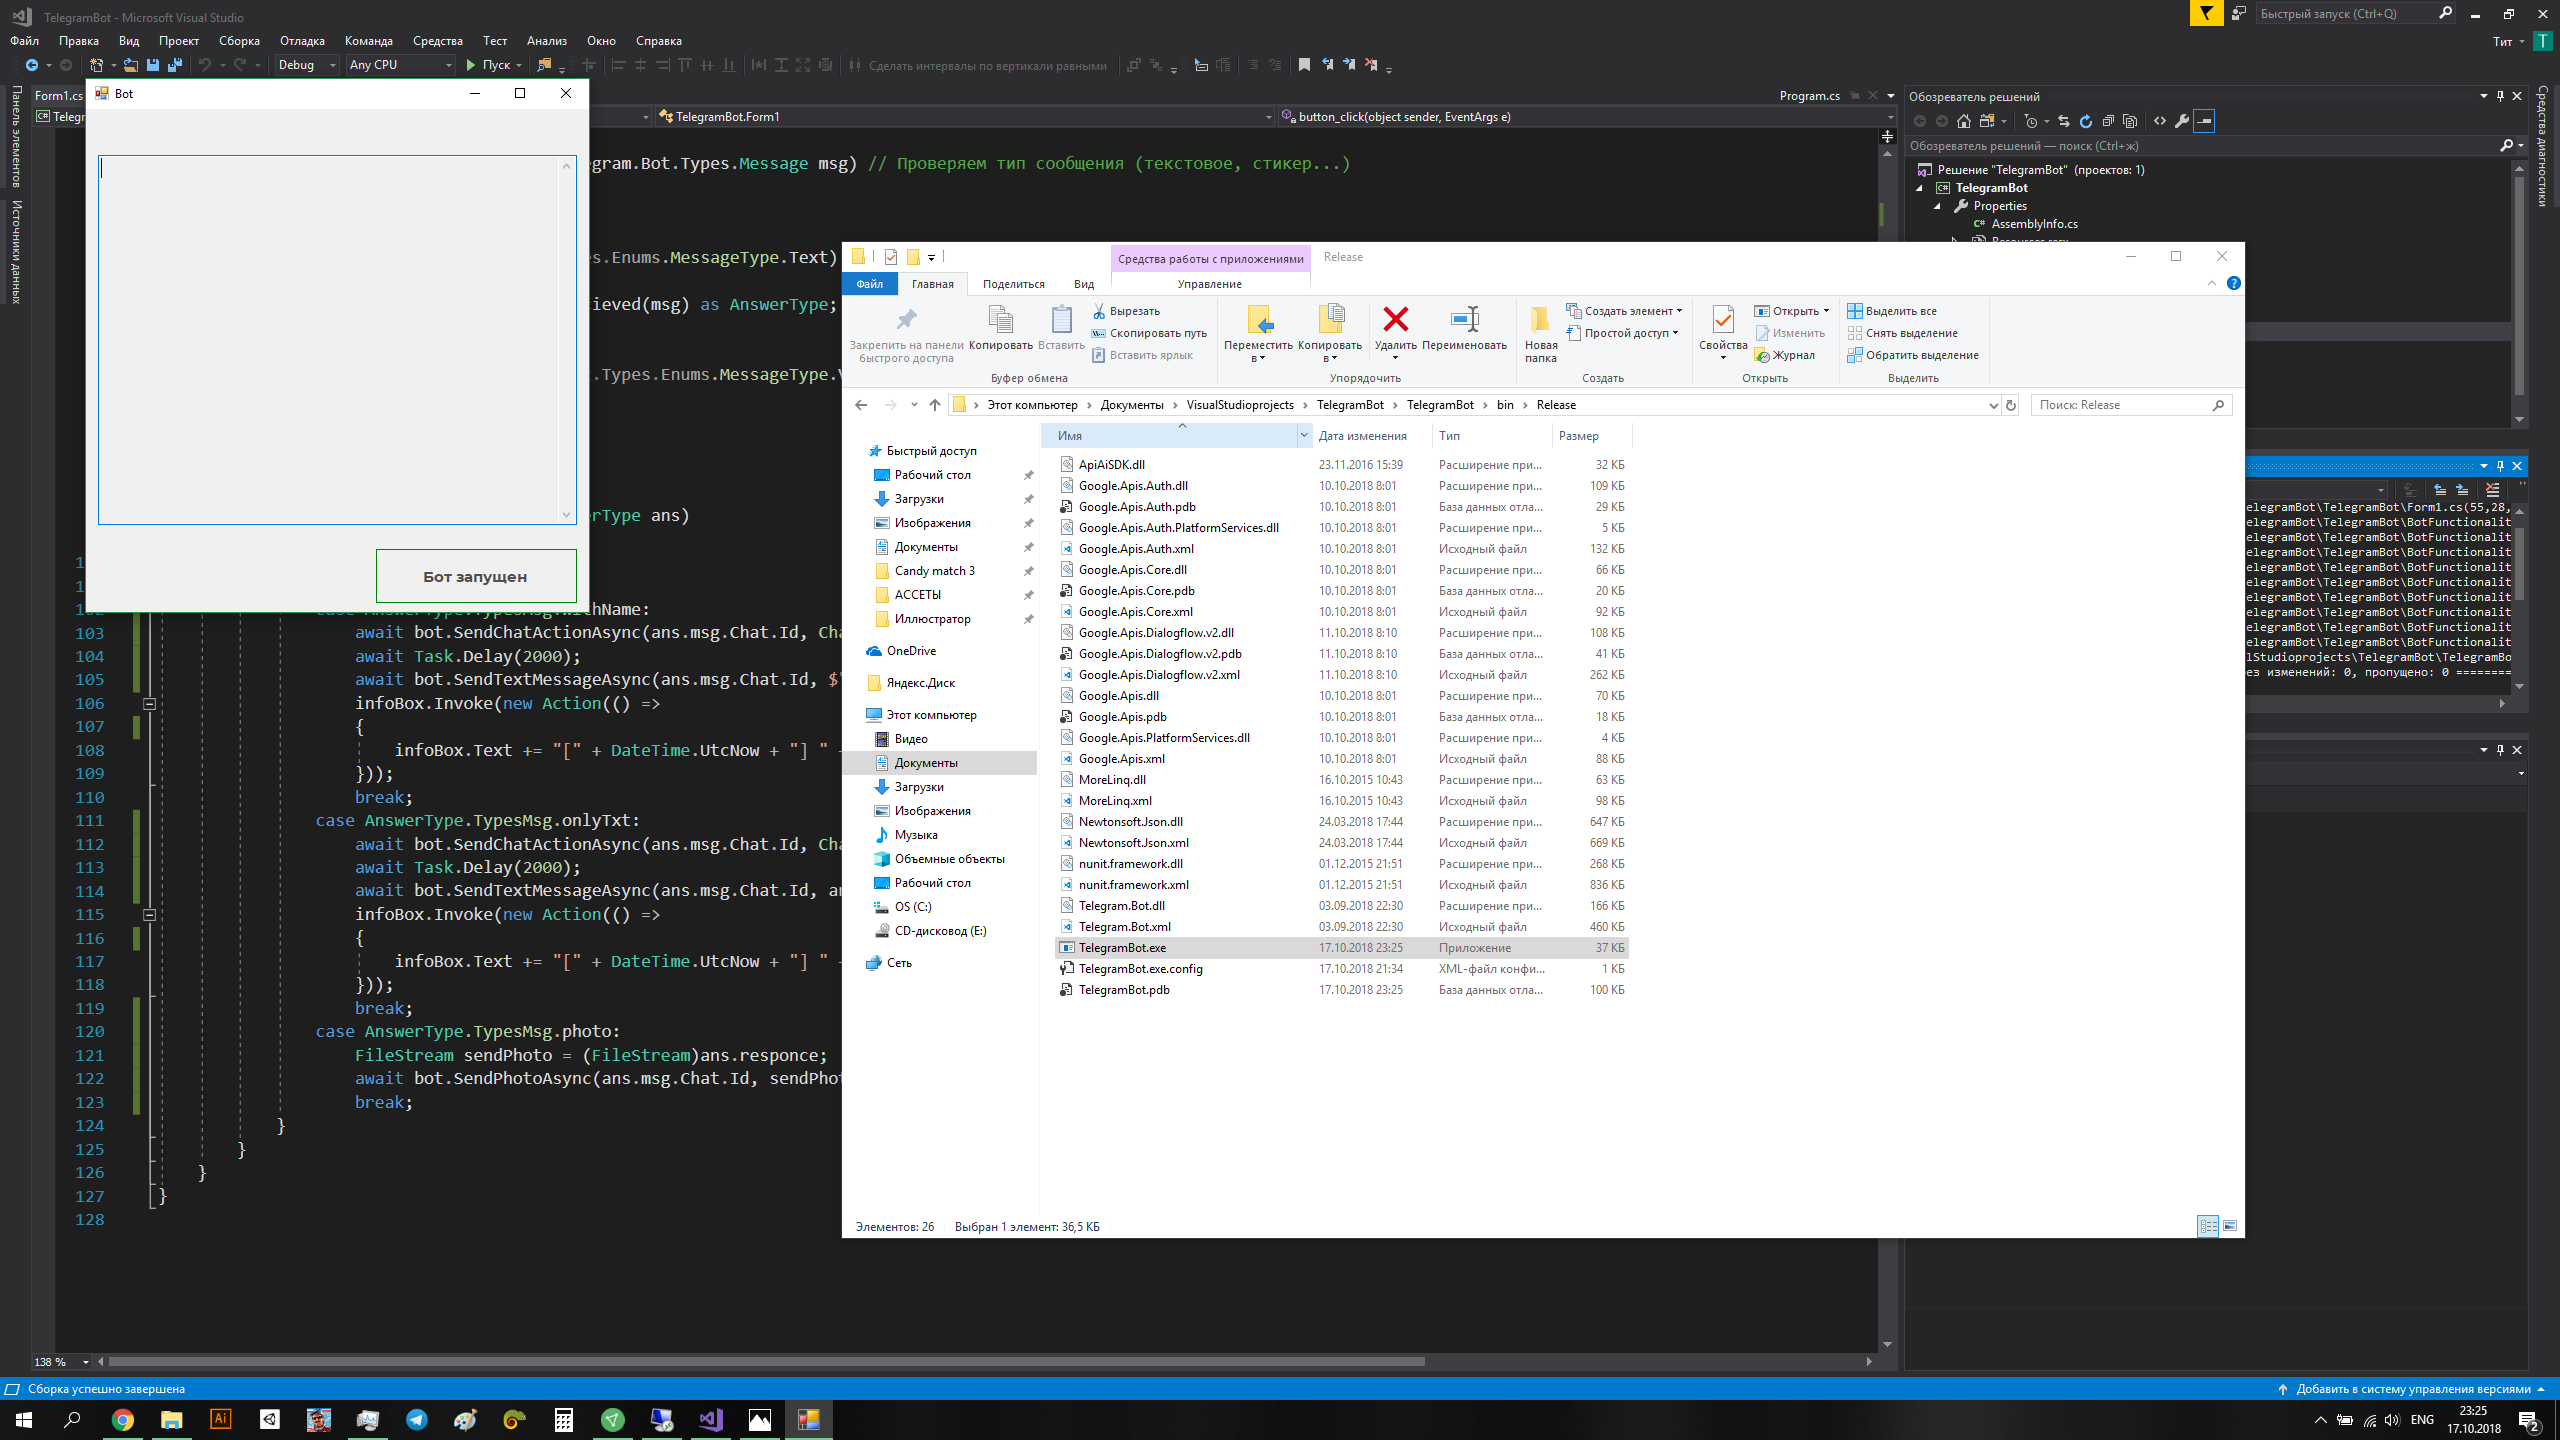 TelegramBot - Microsoft Visual Studio
Быстрый запуск (Ctrl+Q)
Файл Правка Вид Проект Сборка Отладка Команда Средства Тест Анализ Окно Справка
Тит
Debug Any CPU Пуск Сделать интервалы по вертикали равными
Form1.cs
Program.cs
TelegramBot.Form1
button_click(object sender, EventArgs e)
Панель элементов
Источники данных
Средства диагностики
Bot
Бот запущен
gram.Bot.Types.Message msg) // Проверяем тип сообщения (текстовое, стикер...)
s.Enums.MessageType.Text)
ieved(msg) as AnswerType;
.Types.Enums.MessageType.
erType ans)
103 await bot.SendChatActionAsync(ans.msg.Chat.Id, Cha
104 await Task.Delay(2000);
105 await bot.SendTextMessageAsync(ans.msg.Chat.Id, $"
106 infoBox.Invoke(new Action(() =>
107 {
108 infoBox.Text += "[" + DateTime.UtcNow + "] " +
109 }));
110 break;
111 case AnswerType.TypesMsg.onlyTxt:
112 await bot.SendChatActionAsync(ans.msg.Chat.Id, Cha
113 await Task.Delay(2000);
114 await bot.SendTextMessageAsync(ans.msg.Chat.Id, an
115 infoBox.Invoke(new Action(() =>
116 {
117 infoBox.Text += "[" + DateTime.UtcNow + "] " +
118 }));
119 break;
120 case AnswerType.TypesMsg.photo:
121 FileStream sendPhoto = (FileStream)ans.responce;
122 await bot.SendPhotoAsync(ans.msg.Chat.Id, sendPhot
123 break;
124 }
125 }
126 }
127 }
128
138 %
Обозреватель решений
Обозреватель решений — поиск (Ctrl+ж)
Решение "TelegramBot" (проектов: 1)
TelegramBot
Properties
AssemblyInfo.cs
elegramBot\TelegramBot\Form1.cs(55,28,
elegramBot\TelegramBot\BotFunctionalit
elegramBot\TelegramBot\BotFunctionalit
elegramBot\TelegramBot\BotFunctionalit
elegramBot\TelegramBot\BotFunctionalit
elegramBot\TelegramBot\BotFunctionalit
elegramBot\TelegramBot\BotFunctionalit
elegramBot\TelegramBot\BotFunctionalit
elegramBot\TelegramBot\BotFunctionalit
elegramBot\TelegramBot\BotFunctionalit
lStudioprojects\TelegramBot\TelegramBo
ез изменений: 0, пропущено: 0 ========
Средства работы с приложениями Release
Файл Главная Поделиться Вид Управление
Закрепить на панели быстрого доступа
Копировать
Вставить
Вырезать
Скопировать путь
Вставить ярлык
Буфер обмена
Переместить в
Копировать в
Удалить
Переименовать
Упорядочить
Новая папка
Создать элемент
Простой доступ
Создать
Свойства
Открыть
Изменить
Журнал
Открыть
Выделить все
Снять выделение
Обратить выделение
Выделить
Этот компьютер Документы VisualStudioprojects TelegramBot TelegramBot bin Release
Поиск: Release
Быстрый доступ
Рабочий стол
Загрузки
Изображения
Документы
Candy match 3
АССЕТЫ
Иллюстратор
OneDrive
Яндекс.Диск
Этот компьютер
Видео
Документы
Загрузки
Изображения
Музыка
Объемные объекты
Рабочий стол
OS (C:)
CD-дисковод (E:)
Сеть
Имя Дата изменения Тип Размер
ApiAiSDK.dll 23.11.2016 15:39 Расширение при... 32 КБ
Google.Apis.Auth.dll 10.10.2018 8:01 Расширение при... 109 КБ
Google.Apis.Auth.pdb 10.10.2018 8:01 База данных отла... 29 КБ
Google.Apis.Auth.PlatformServices.dll 10.10.2018 8:01 Расширение при... 5 КБ
Google.Apis.Auth.xml 10.10.2018 8:01 Исходный файл 132 КБ
Google.Apis.Core.dll 10.10.2018 8:01 Расширение при... 66 КБ
Google.Apis.Core.pdb 10.10.2018 8:01 База данных отла... 20 КБ
Google.Apis.Core.xml 10.10.2018 8:01 Исходный файл 92 КБ
Google.Apis.Dialogflow.v2.dll 11.10.2018 8:10 Расширение при... 108 КБ
Google.Apis.Dialogflow.v2.pdb 11.10.2018 8:10 База данных отла... 41 КБ
Google.Apis.Dialogflow.v2.xml 11.10.2018 8:10 Исходный файл 262 КБ
Google.Apis.dll 10.10.2018 8:01 Расширение при... 70 КБ
Google.Apis.pdb 10.10.2018 8:01 База данных отла... 18 КБ
Google.Apis.PlatformServices.dll 10.10.2018 8:01 Расширение при... 4 КБ
Google.Apis.xml 10.10.2018 8:01 Исходный файл 88 КБ
MoreLinq.dll 16.10.2015 10:43 Расширение при... 63 КБ
MoreLinq.xml 16.10.2015 10:43 Исходный файл 98 КБ
Newtonsoft.Json.dll 24.03.2018 17:44 Расширение при... 647 КБ
Newtonsoft.Json.xml 24.03.2018 17:44 Исходный файл 669 КБ
nunit.framework.dll 01.12.2015 21:51 Расширение при... 268 КБ
nunit.framework.xml 01.12.2015 21:51 Исходный файл 836 КБ
Telegram.Bot.dll 03.09.2018 22:30 Расширение при... 166 КБ
Telegram.Bot.xml 03.09.2018 22:30 Исходный файл 460 КБ
TelegramBot.exe 17.10.2018 23:25 Приложение 37 КБ
TelegramBot.exe.config 17.10.2018 21:34 XML-файл конфи... 1 КБ
TelegramBot.pdb 17.10.2018 23:25 База данных отла... 100 КБ
Элементов: 26 Выбран 1 элемент: 36,5 КБ
Сборка успешно завершена
Добавить в систему управления версиями
ENG
23:25
17.10.2018